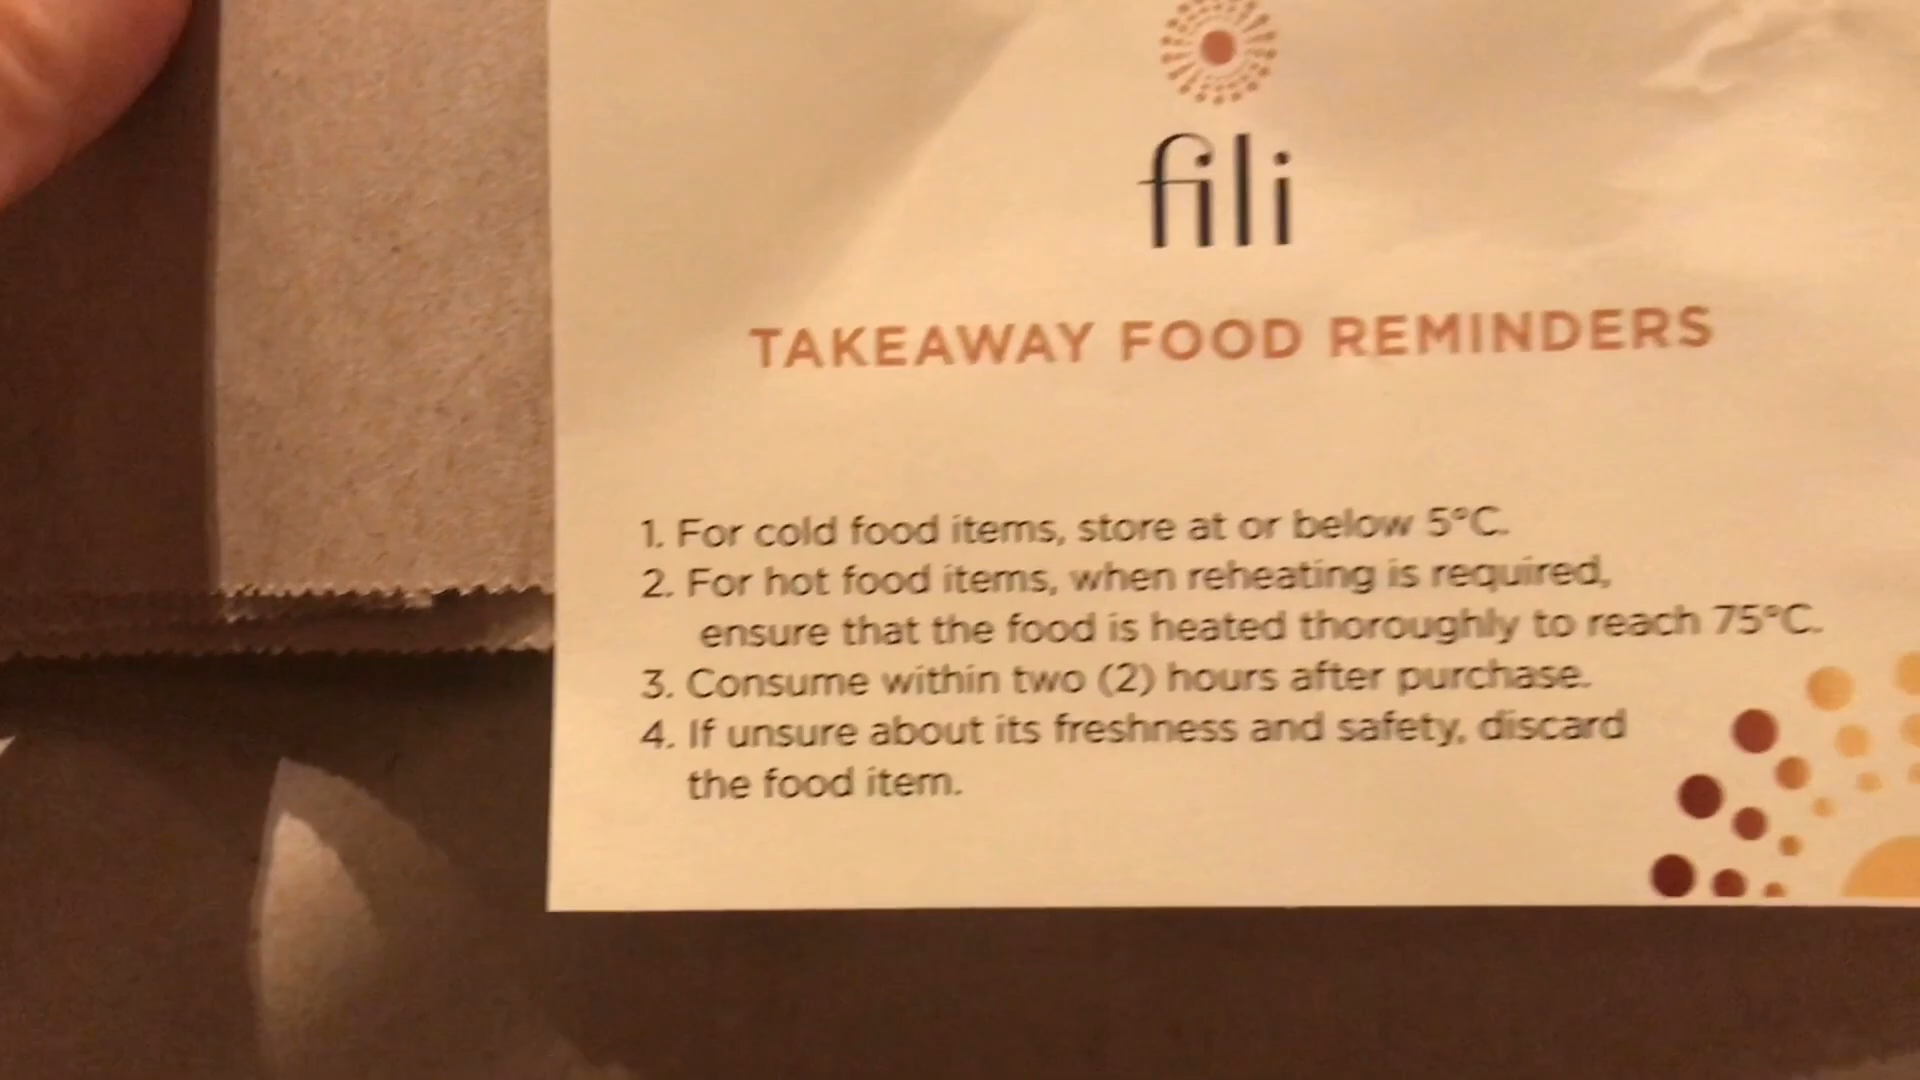 fili
TAKEAWAY FOOD REMINDERS
1. For cold food items, store at or below 5°C.
2. For hot food items, when reheating is required,
ensure that the food is heated thoroughly to reach 75°C.
3. Consume within two (2) hours after purchase.
4. If unsure about its freshness and safety, discard
the food item.